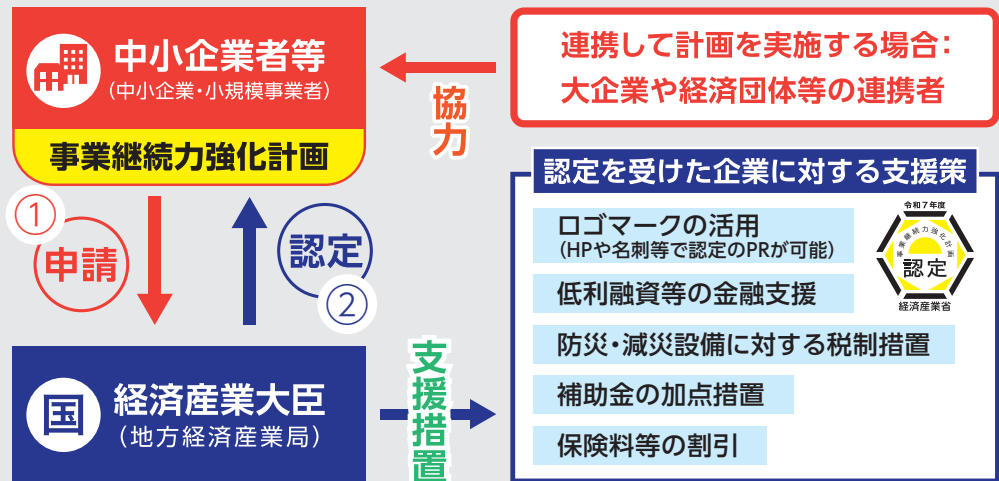 中小企業者等
（中小企業・小規模事業者）
事業継続力強化計画
協力
連携して計画を実施する場合：
大企業や経済団体等の連携者
①
申請
認定
②
国
経済産業大臣
（地方経済産業局）
支援措置
認定を受けた企業に対する支援策
ロゴマークの活用
（HPや名刺等で認定のPRが可能）
低利融資等の金融支援
防災・減災設備に対する税制措置
補助金の加点措置
保険料等の割引
令和7年度
事業継続力強化計画
認定
経済産業省